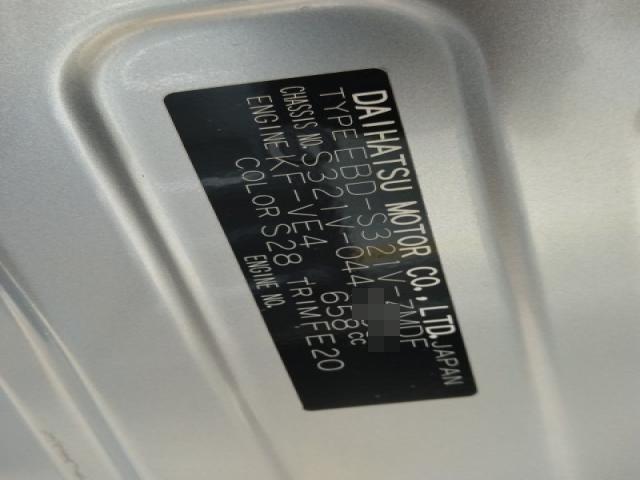 DAIHATSU MOTOR CO., LTD. JAPAN
TYPE EBD-S321V-ZMDF
CHASSIS NO. S321V-044
ENGINE KF-VE4 658cc
COLOR S28 TRIM FE20
ENGINE NO.